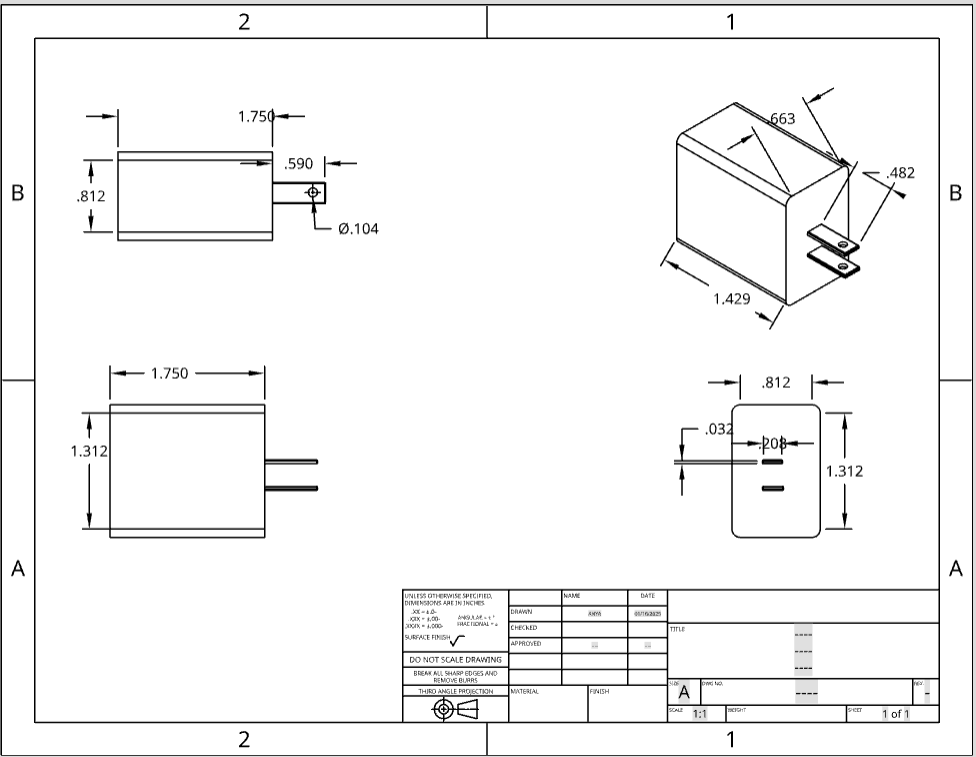 2
1
B
B
1.750
.590
.812
Ø.104
.663
.482
1.429
1.750
1.312
.812
.032
.208
1.312
A
A
UNLESS OTHERWISE SPECIFIED,
DIMENSIONS ARE IN INCHES
.XX = ±.0-
.XXX = ±.00-
.XXXX = ±.000-
ANGULAR = ± °
FRACTIONAL = ±
SURFACE FINISH
DO NOT SCALE DRAWING
BREAK ALL SHARP EDGES AND
REMOVE BURRS
THIRD ANGLE PROJECTION
NAME
DATE
DRAWN
CHECKED
APPROVED
MATERIAL
FINISH
TITLE
----
----
----
SIZE
A
DWG NO.
----
REV.
-
SCALE
1:1
WEIGHT
SHEET
1 of 1
2
1